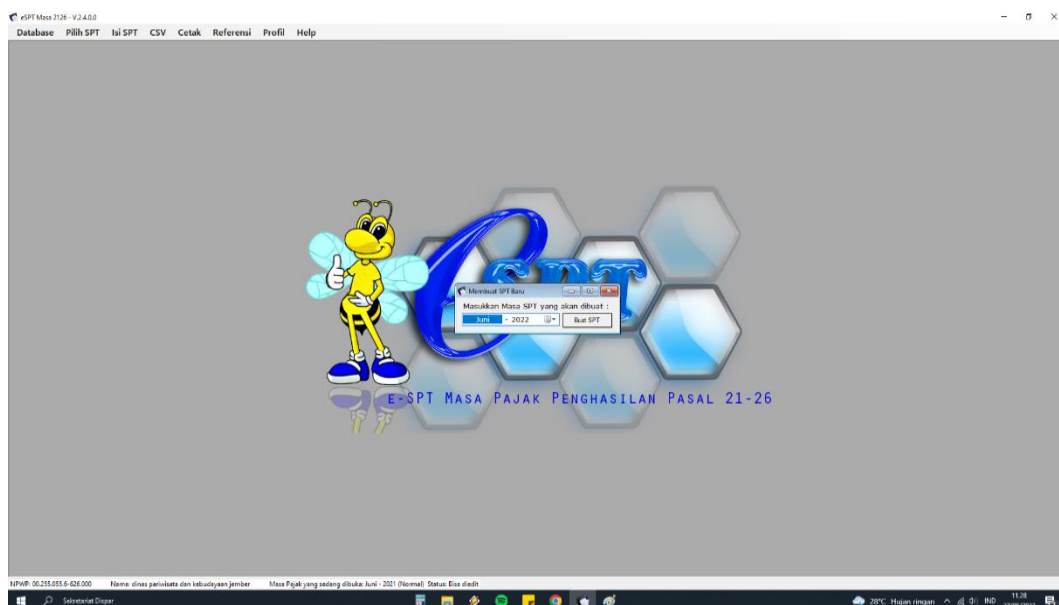 eSPT Masa 2126 - V.2.4.0.0
Database Pilih SPT Isi SPT CSV Cetak Referensi Profil Help
eSPT
Membuat SPT Baru
Masukkan Masa SPT yang akan dibuat :
Juni - 2022 Buat SPT
e-SPT Masa Pajak Penghasilan Pasal 21-26
NPWP: 00.255.055.6-626.000 Nama: dinas pariwisata dan kebudayaan jember Masa Pajak yang sedang dibuka: Juni - 2021 (Normal) Status: Bisa diedit
Sekretariat Dispar 28°C Hujan ringan IND 11.28